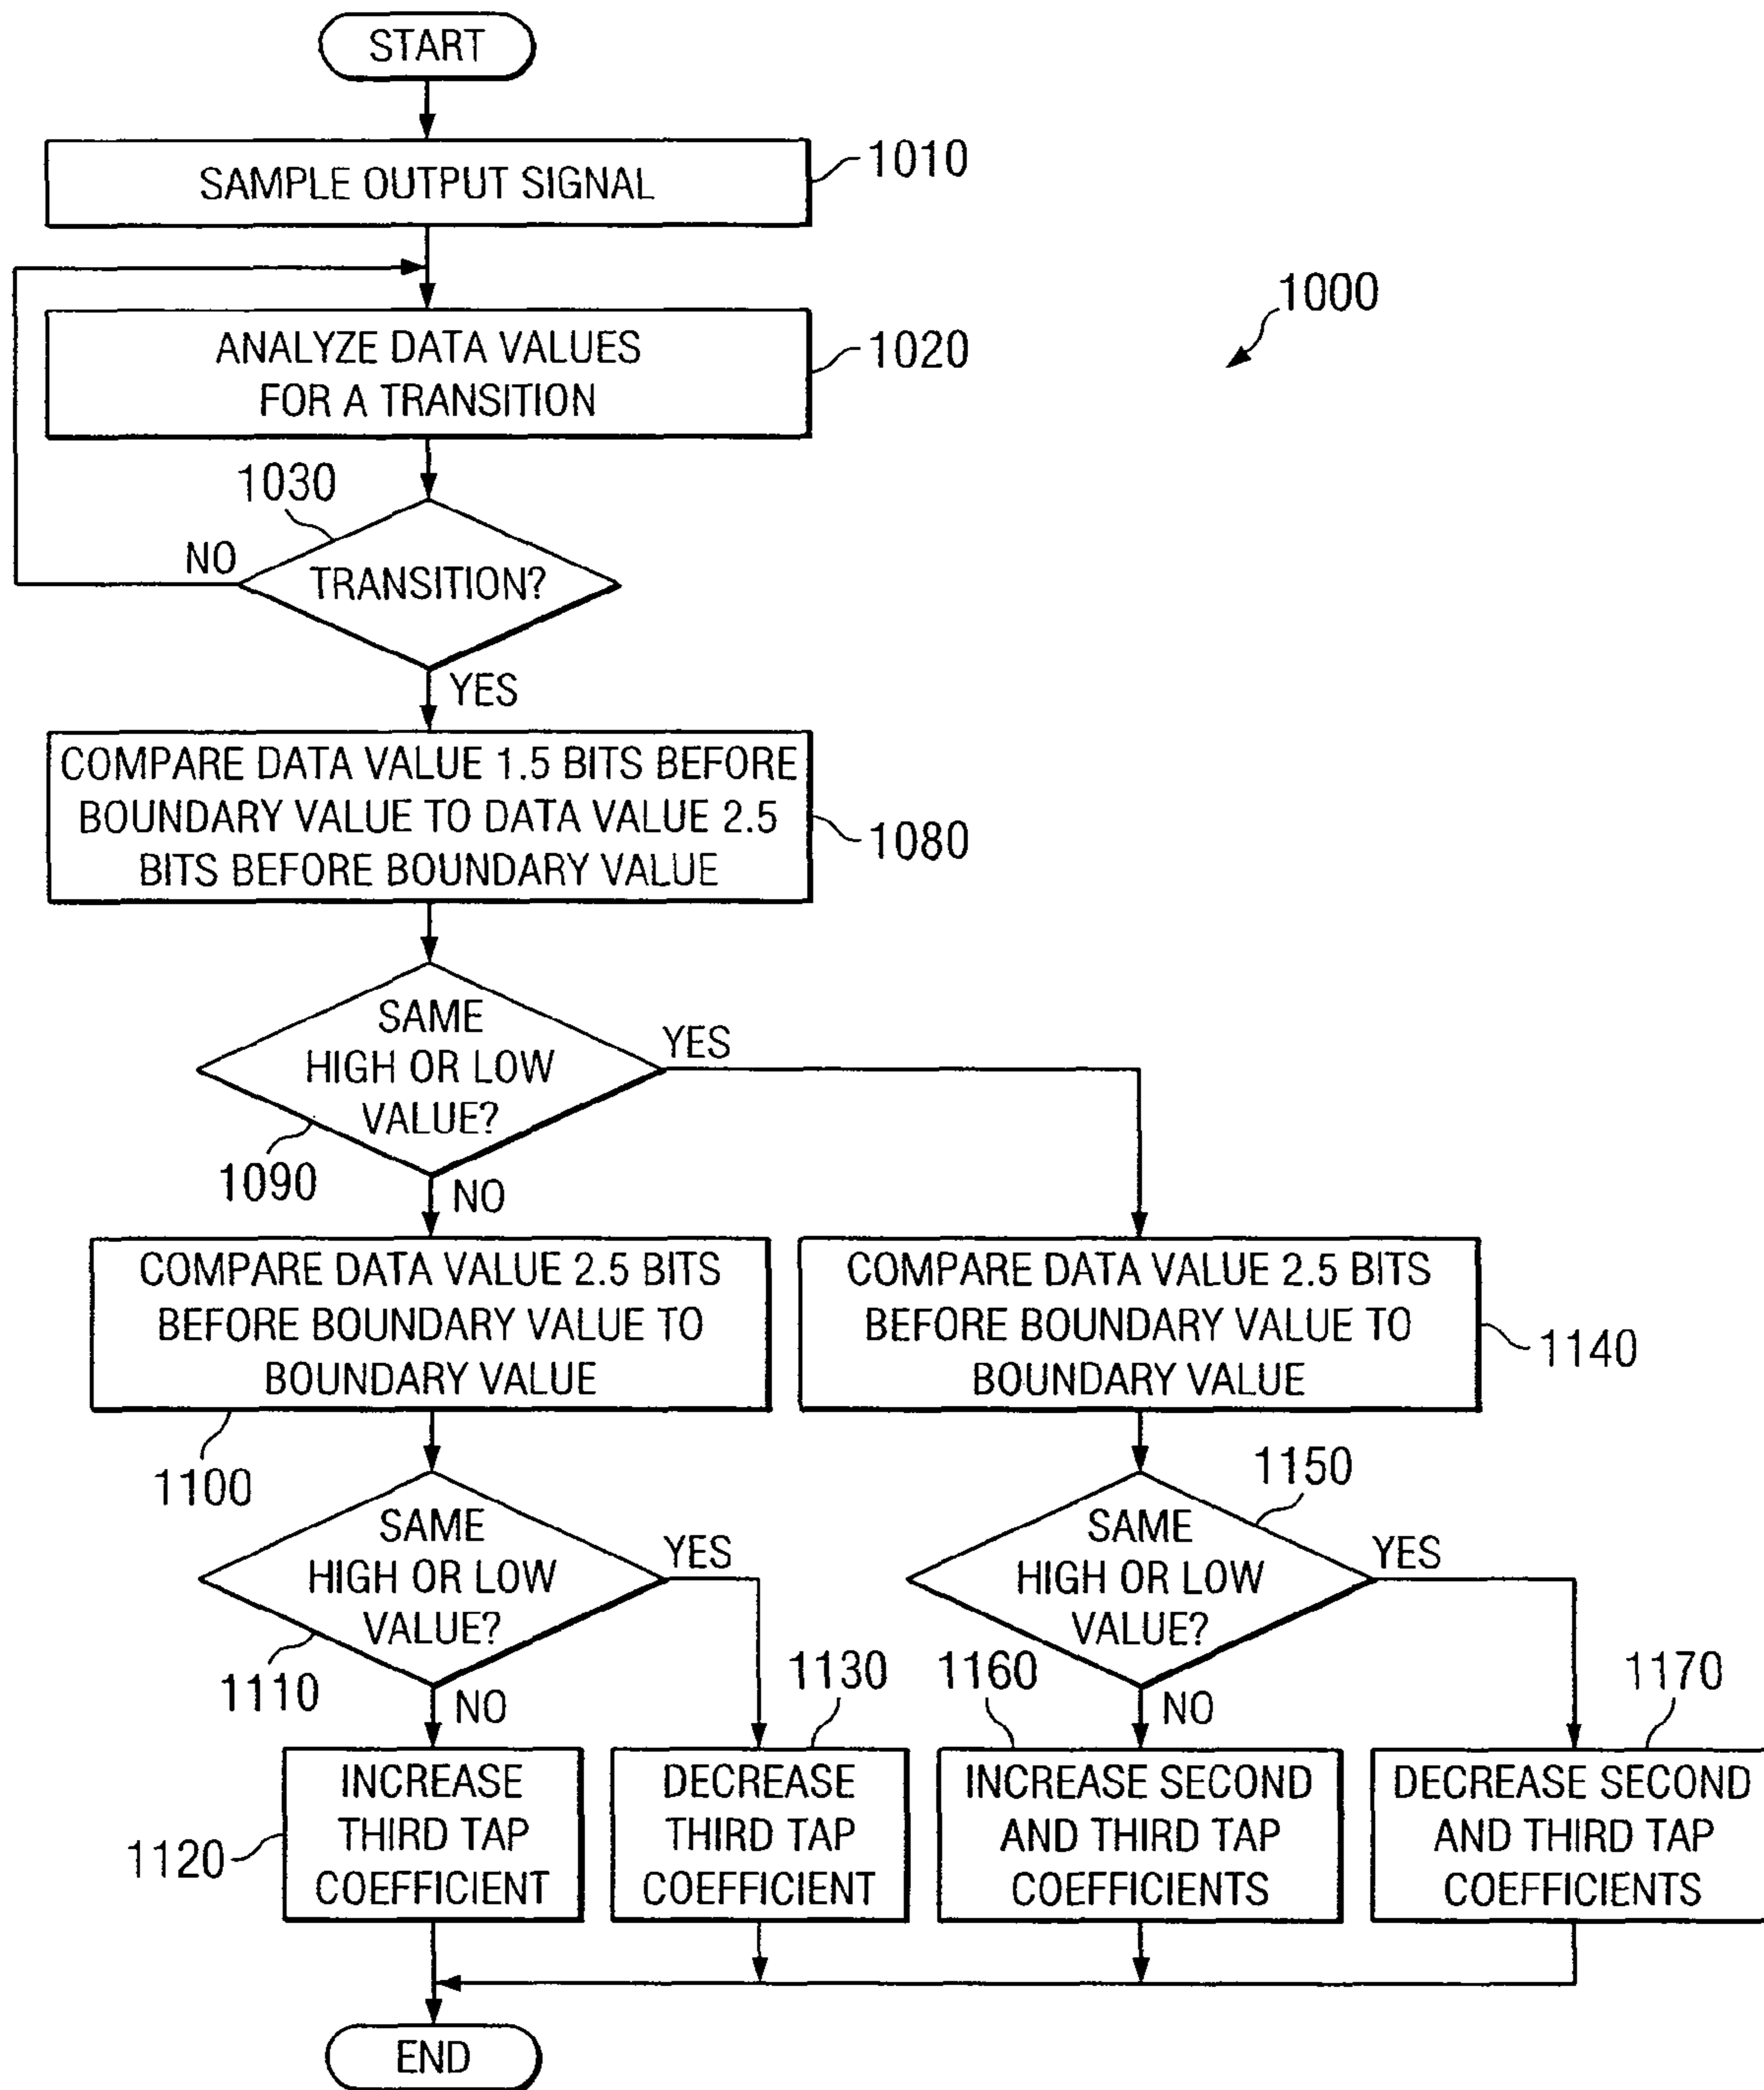 START
SAMPLE OUTPUT SIGNAL
1010
1000
ANALYZE DATA VALUES
FOR A TRANSITION
1020
1030
NO
TRANSITION?
YES
COMPARE DATA VALUE 1.5 BITS BEFORE
BOUNDARY VALUE TO DATA VALUE 2.5
BITS BEFORE BOUNDARY VALUE
1080
SAME
HIGH OR LOW
VALUE?
YES
1090
NO
COMPARE DATA VALUE 2.5 BITS
BEFORE BOUNDARY VALUE TO
BOUNDARY VALUE
COMPARE DATA VALUE 2.5 BITS
BEFORE BOUNDARY VALUE TO
BOUNDARY VALUE
1140
1100
1150
SAME
HIGH OR LOW
VALUE?
YES
SAME
HIGH OR LOW
VALUE?
YES
1110
NO
1130
1160
NO
1170
INCREASE
THIRD TAP
COEFFICIENT
1120
DECREASE
THIRD TAP
COEFFICIENT
INCREASE SECOND
AND THIRD TAP
COEFFICIENTS
DECREASE SECOND
AND THIRD TAP
COEFFICIENTS
END